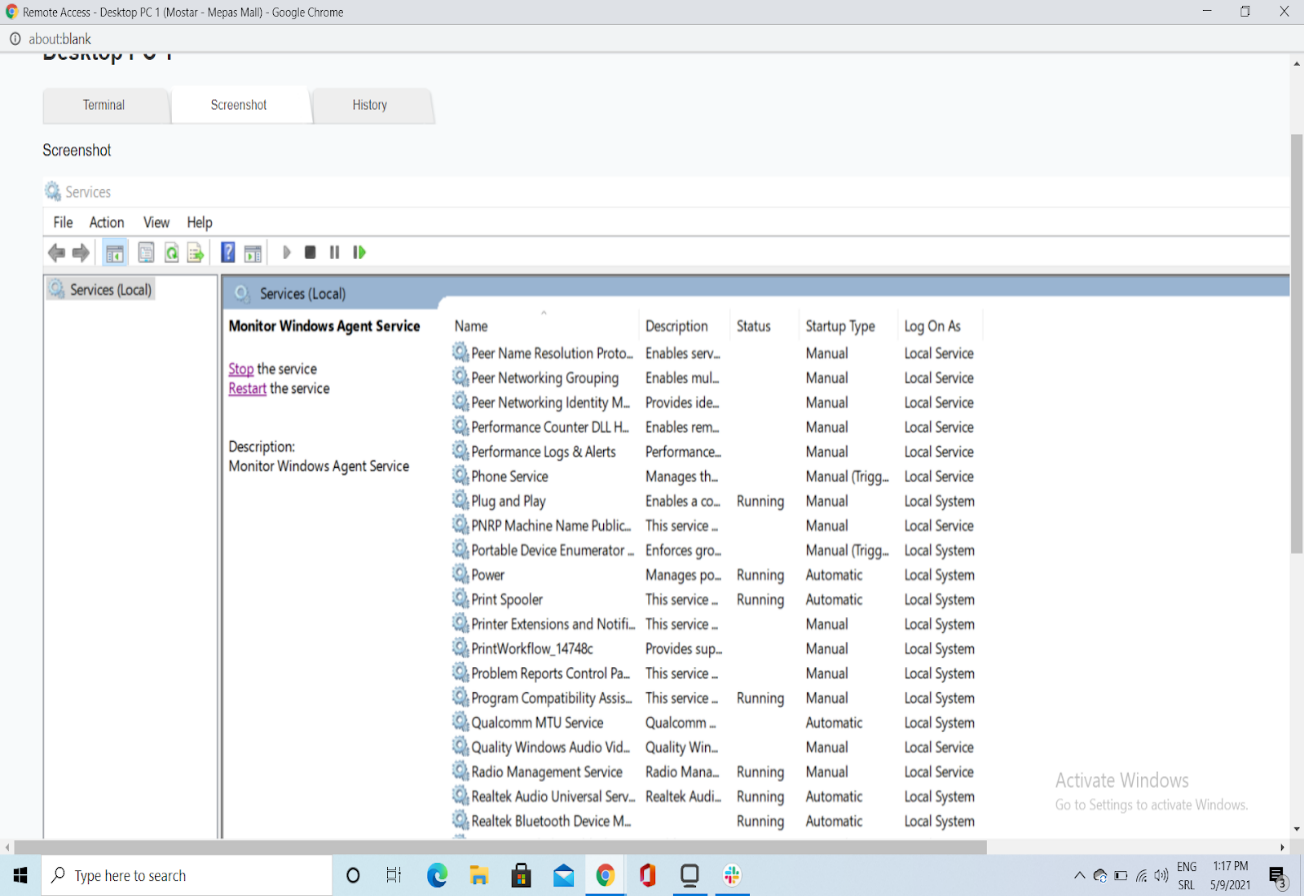 Remote Access - Desktop PC 1 (Mostar - Mepas Mall) - Google Chrome
about:blank
Desktop PC 1
Terminal Screenshot History
Screenshot
Services
File Action View Help
Services (Local) Services (Local)
Monitor Windows Agent Service
Stop the service
Restart the service
Description:
Monitor Windows Agent Service
Name Description Status Startup Type Log On As
Peer Name Resolution Proto... Enables serv... Manual Local Service
Peer Networking Grouping Enables mul... Manual Local Service
Peer Networking Identity M... Provides ide... Manual Local Service
Performance Counter DLL H... Enables rem... Manual Local Service
Performance Logs & Alerts Performance... Manual Local Service
Phone Service Manages th... Manual (Trigg... Local Service
Plug and Play Enables a co... Running Manual Local System
PNRP Machine Name Public... This service ... Manual Local Service
Portable Device Enumerator ... Enforces gro... Manual (Trigg... Local System
Power Manages po... Running Automatic Local System
Print Spooler This service ... Running Automatic Local System
Printer Extensions and Notifi... This service ... Manual Local System
PrintWorkflow_14748c Provides sup... Manual Local System
Problem Reports Control Pa... This service ... Manual Local System
Program Compatibility Assis... This service ... Running Manual Local System
Qualcomm MTU Service Qualcomm ... Automatic Local System
Quality Windows Audio Vid... Quality Win... Manual Local Service
Radio Management Service Radio Mana... Running Manual Local Service
Realtek Audio Universal Serv... Realtek Audi... Running Automatic Local System
Realtek Bluetooth Device M... Running Automatic Local System
Activate Windows
Go to Settings to activate Windows.
Type here to search
ENG
SRL
1:17 PM
5/9/2021
3